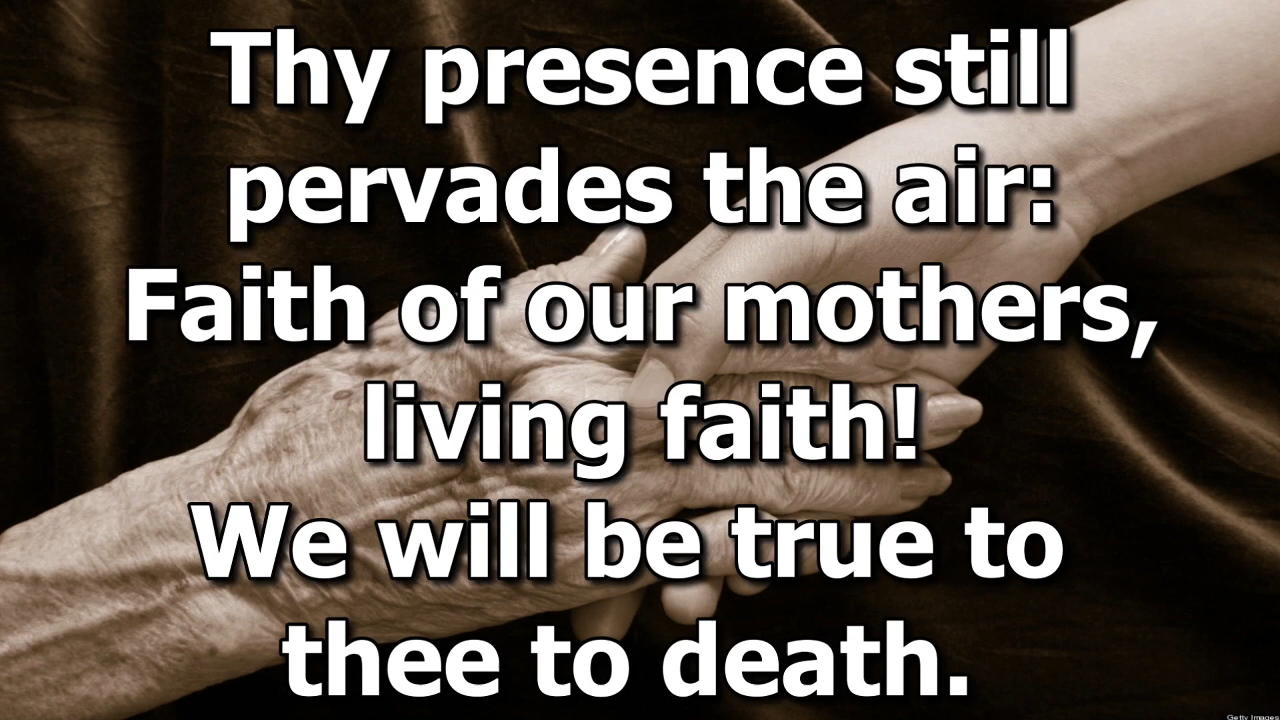 Thy presence still
pervades the air:
Faith of our mothers,
living faith!
We will be true to
thee to death.
Getty Images